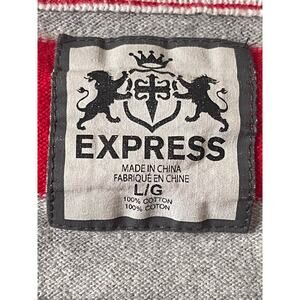 EXPRESS
MADE IN CHINA
FABRIQUÉ EN CHINE
L/G
100% COTTON
100% COTON